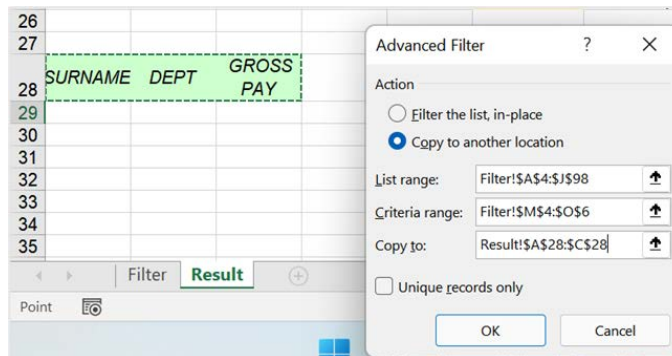 26
27
28 SURNAME DEPT GROSS PAY
29
30
31
32
33
34
35
Filter Result
Point
Advanced Filter ? X
Action
Filter the list, in-place
Copy to another location
List range: Filter!$A$4:$J$98
Criteria range: Filter!$M$4:$O$6
Copy to: Result!$A$28:$C$28
Unique records only
OK Cancel